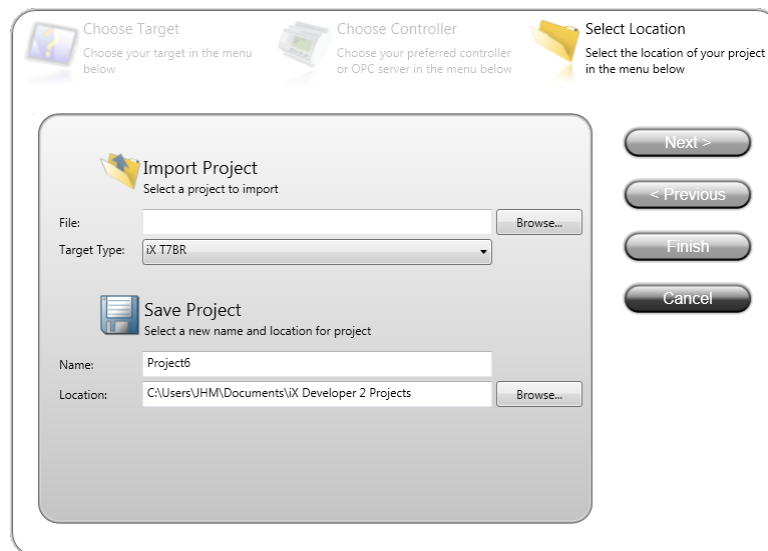 Choose Target
Choose your target in the menu
below
Choose Controller
Choose your preferred controller
or OPC server in the menu below
Select Location
Select the location of your project
in the menu below
Import Project
Select a project to import
File:
Browse...
Target Type:
iX T7BR
Save Project
Select a new name and location for project
Name:
Project6
Location:
C:\Users\JHM\Documents\iX Developer 2 Projects
Browse...
Next >
< Previous
Finish
Cancel